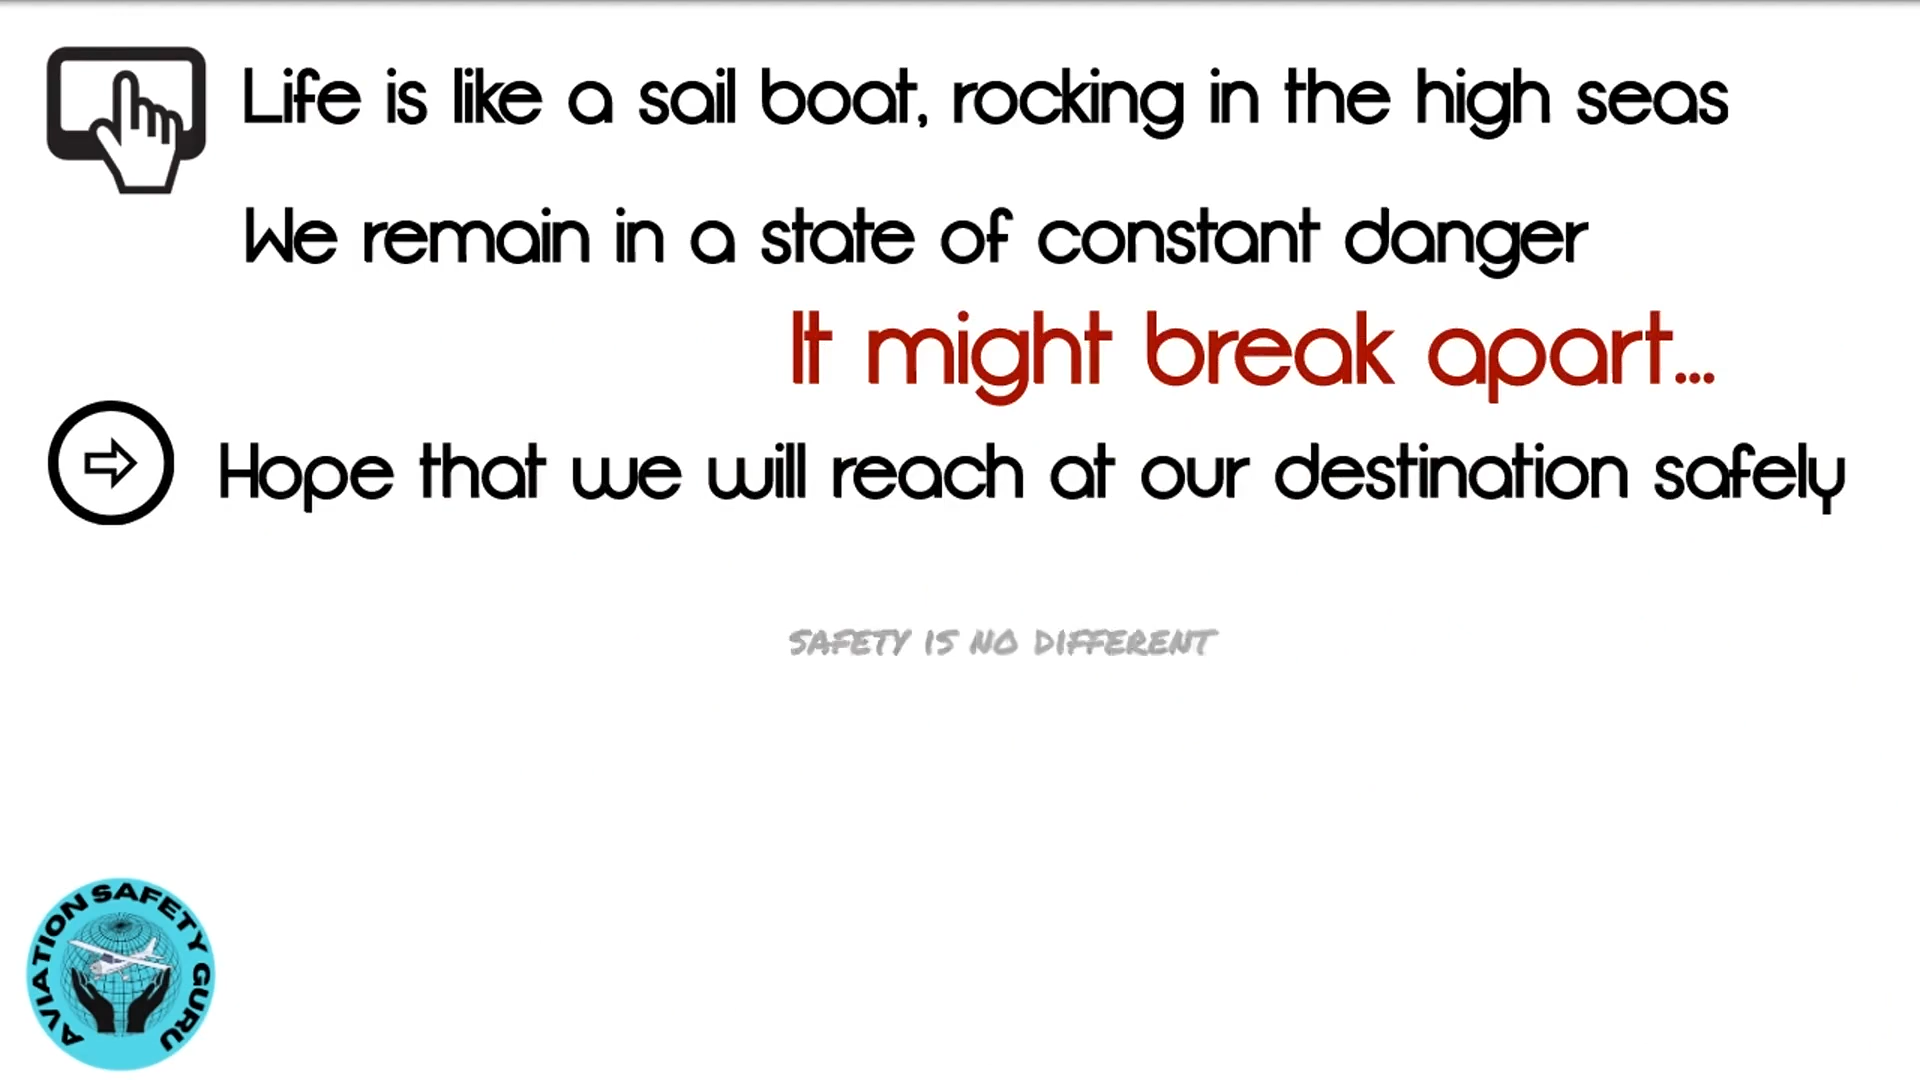 Life is like a sail boat, rocking in the high seas
We remain in a state of constant danger
It might break apart...
Hope that we will reach at our destination safely
SAFETY IS NO DIFFERENT
AVIATION SAFETY GURU